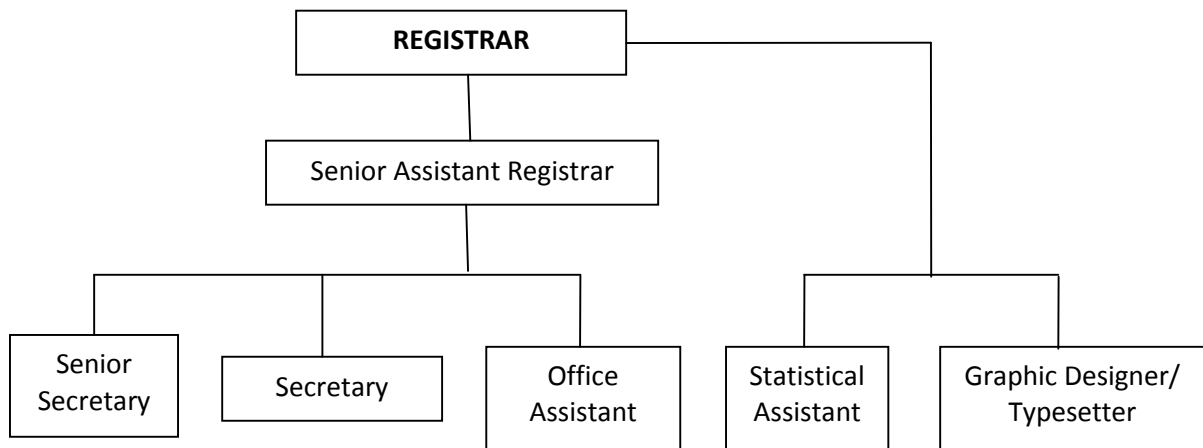 REGISTRAR
Senior Assistant Registrar
Senior
Secretary
Secretary
Office
Assistant
Statistical
Assistant
Graphic Designer/
Typesetter